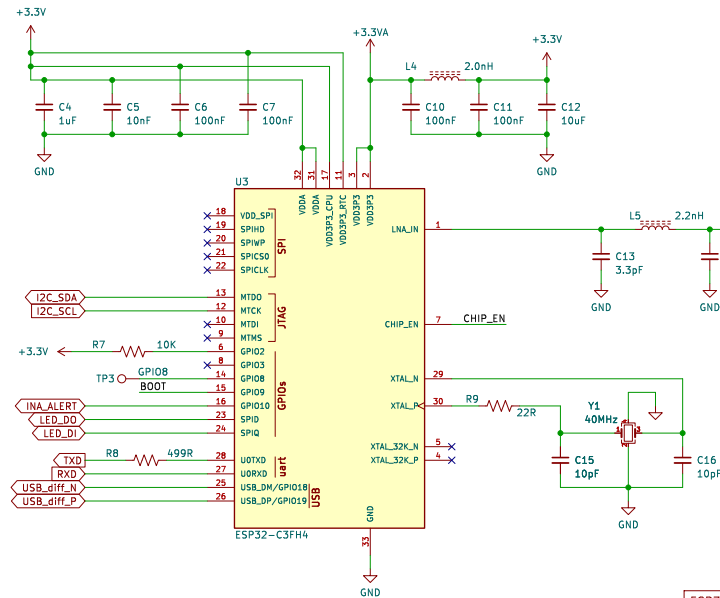 +3.3V
+3.3VA
+3.3V
L4 2.0nH
C4 1uF
C5 10nF
C6 100nF
C7 100nF
C10 100nF
C11 100nF
C12 10uF
GND
GND
U3
32 31 17 11 3 2
VDDA VDDA VDD3P3_CPU VDD3P3_RTC VDD3P3 VDD3P3
18 VDD_SPI
19 SPIHD
20 SPIWP
21 SPICS0
22 SPICLK
SPI
LNA_IN 1
L5 2.2nH
C13 3.3pF
GND
GND
I2C_SDA 13 MTDO
I2C_SCL 12 MTCK
10 MTDI
9 MTMS
JTAG
CHIP_EN 7 CHIP_EN
+3.3V R7 10K 6 GPIO2
8 GPIO3
TP3 GPIO8 14 GPIO8
BOOT 15 GPIO9
INA_ALERT 16 GPIO10
LED_DO 23 SPID
LED_DI 24 SPIQ
GPIOs
XTAL_N 29
XTAL_P 30 R9 22R
Y1
40MHz
1 3
C15 10pF
C16 10pF
GND
XTAL_32K_N 5
XTAL_32K_P 4
TXD R8 499R 28 U0TXD
RXD 27 U0RXD
uart
USB_diff_N 25 USB_DM/GPIO18
USB_diff_P 26 USB_DP/GPIO19
USB
GND
33
ESP32-C3FH4
GND